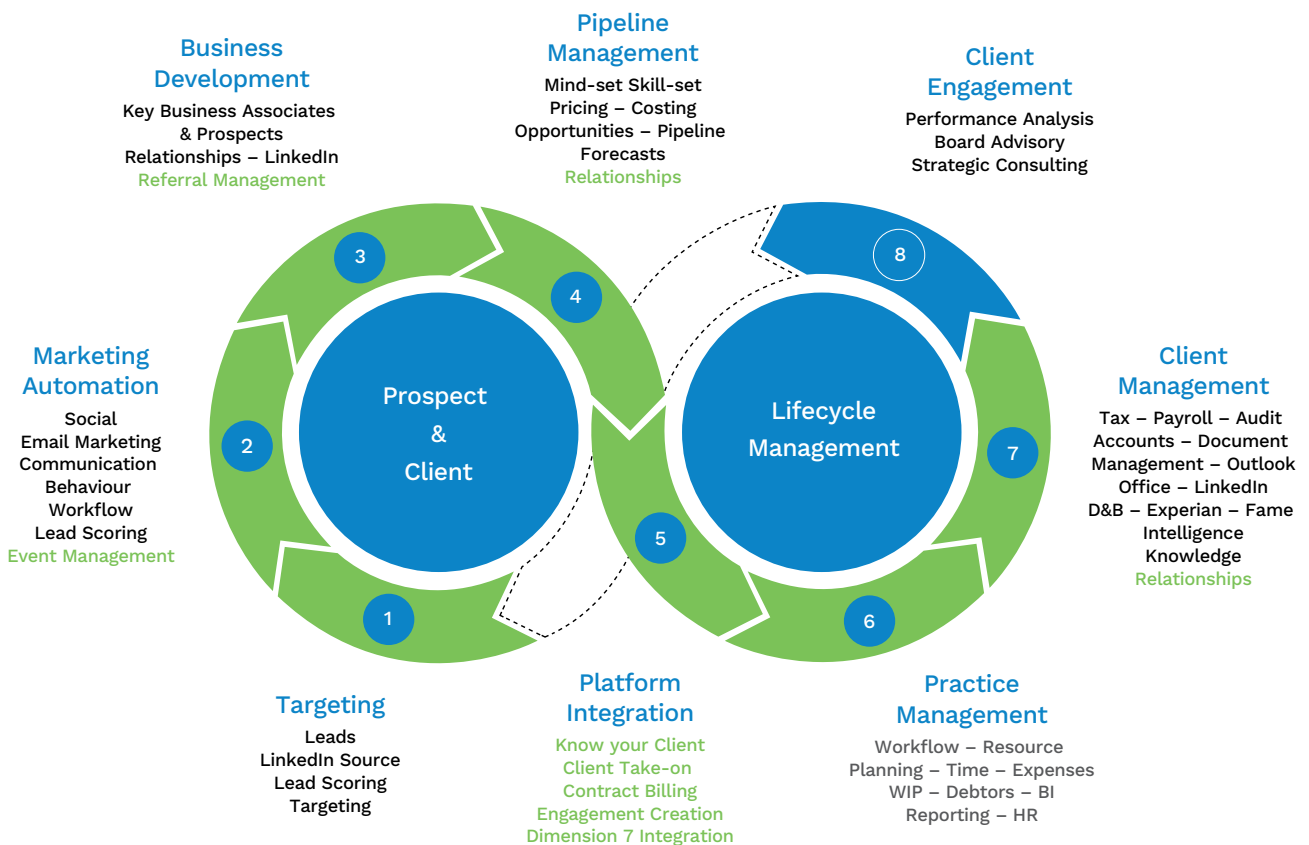 Business
Development
Key Business Associates
& Prospects
Relationships – LinkedIn
Referral Management
Pipeline
Management
Mind-set Skill-set
Pricing – Costing
Opportunities – Pipeline
Forecasts
Relationships
Client
Engagement
Performance Analysis
Board Advisory
Strategic Consulting
3
4
8
Marketing
Automation
Social
Email Marketing
Communication
Behaviour
Workflow
Lead Scoring
Event Management
2
Prospect
&
Client
Lifecycle
Management
7
Client
Management
Tax – Payroll – Audit
Accounts – Document
Management – Outlook
Office – LinkedIn
D&B – Experian – Fame
Intelligence
Knowledge
Relationships
5
1
6
Targeting
Leads
LinkedIn Source
Lead Scoring
Targeting
Platform
Integration
Know your Client
Client Take-on
Contract Billing
Engagement Creation
Dimension 7 Integration
Practice
Management
Workflow – Resource
Planning – Time – Expenses
WIP – Debtors – BI
Reporting – HR